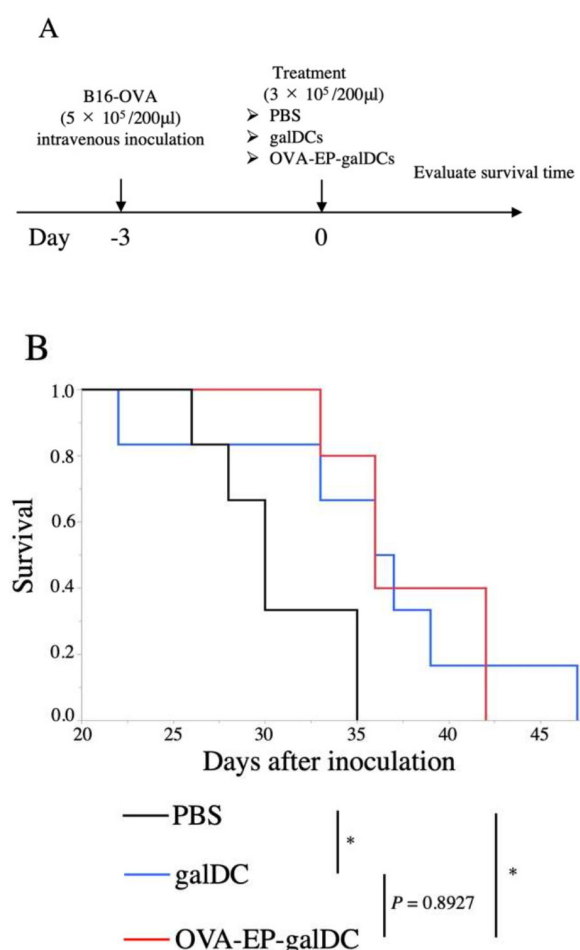 A
B16-OVA
(5 × 10⁵/200μl)
intravenous inoculation
Treatment
(3 × 10⁵/200μl)
➢ PBS
➢ galDCs
➢ OVA-EP-galDCs
Evaluate survival time
Day -3 0
B
Survival
1.0
0.8
0.6
0.4
0.2
0.0
20 25 30 35 40 45
Days after inoculation
PBS
galDC
OVA-EP-galDC
*
P = 0.8927
*